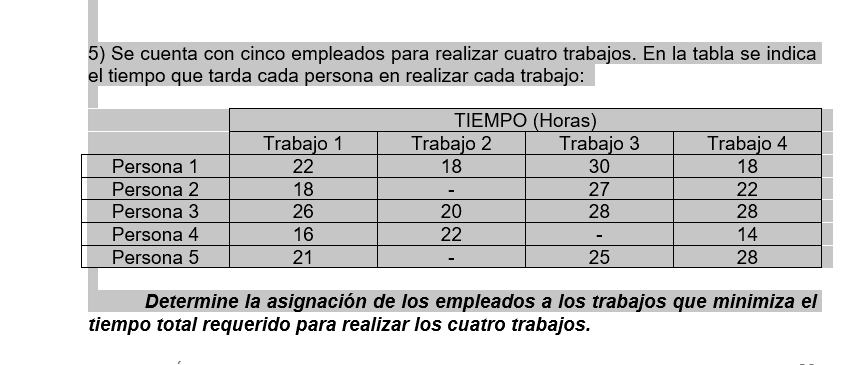 5) Se cuenta con cinco empleados para realizar cuatro trabajos. En la tabla se indica
el tiempo que tarda cada persona en realizar cada trabajo:
TIEMPO (Horas)
Trabajo 1 Trabajo 2 Trabajo 3 Trabajo 4
Persona 1 22 18 30 18
Persona 2 18 - 27 22
Persona 3 26 20 28 28
Persona 4 16 22 - 14
Persona 5 21 - 25 28
Determine la asignación de los empleados a los trabajos que minimiza el
tiempo total requerido para realizar los cuatro trabajos.